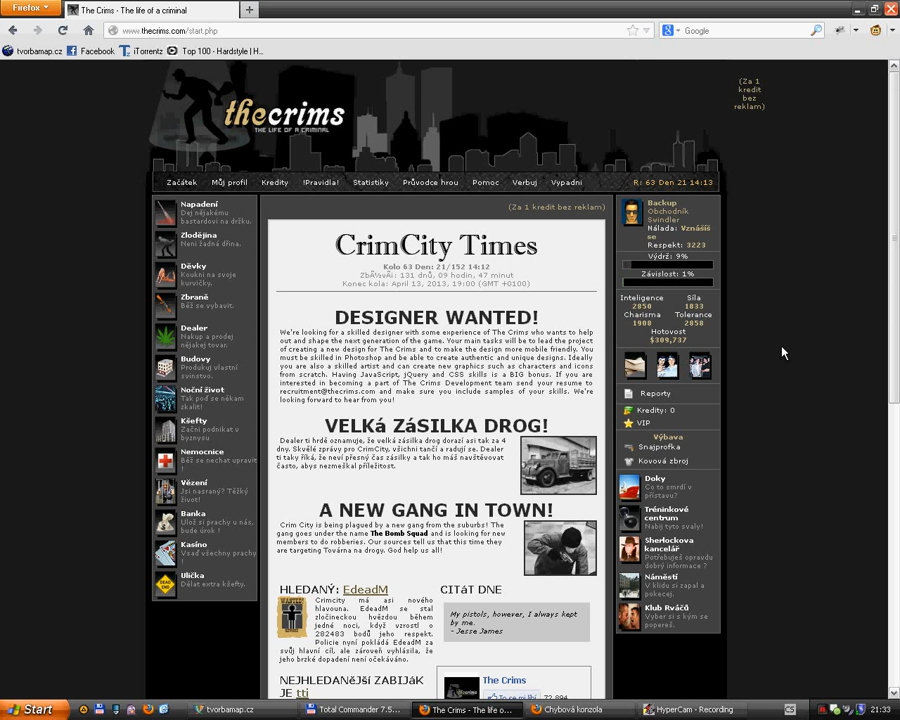 Firefox
The Crims - The life of a criminal
www.thecrims.com/start.php
Google
tvorbamap.cz
Facebook
iTorrentz
Top 100 - Hardstyle | H...
(Za 1 kredit bez reklam)
thecrims
THE LIFE OF A CRIMINAL
Začátek Můj profil Kredity !Pravidla! Statistiky Průvodce hrou Pomoc Verbuj Vypadni
R: 63 Den 21 14:13
Napadení
Dej nějakému bastardovi na držku.
Zlodějina
Není žádná dřina.
Děvky
Koukni na svoje kurvičky.
Zbraně
Běž se vybavit.
Dealer
Nakup a prodej nějakej tovar.
Budovy
Produkuj vlastní svinstvo.
Noční život
Tak pod se někam zkalit!
Kšefty
Začni podníkat v byznysu
Nemocnice
Běž se nechat upravit !
Vězení
Jsi nasraný? Těžký život!
Banka
Ulož si prachy u nás, bude úrok!
Kasíno
Vsaď všechny prachy !
Ulička
Dělat extra kšefty.
(Za 1 kredit bez reklam)
CrimCity Times
Kolo 63 Den: 21/152 14:12
ZbÃ½vÃ¡: 131 dnů, 09 hodin, 47 minut
Konec kola: April 13, 2013, 19:00 (GMT +0100)
DESIGNER WANTED!
We're looking for a skilled designer with some experience of The Crims who wants to help
out and shape the next generation of the game. Your main tasks will be to lead the project
of creating a new design for The Crims and to make the design more mobile friendly. You
must be skilled in Photoshop and be able to create authentic and unique designs. Ideally
you are also a skilled artist and can create new graphics such as characters and icons
from scratch. Having JavaScript, jQuery and CSS skills is a BIG bonus. If you are
interested in becoming a part of The Crims Development team send your resume to
recruitment@thecrims.com and make sure you include samples of your skills. We're
looking forward to hear from you!
VELKá ZáSILKA DROG!
Dealer ti hrdě oznamuje, že velká zásilka drog dorazí asi tak za 4
dny. Skvělé zprávy pro CrimCity, všichni tančí a radují se. Dealer
ti taky říká, že neví přesný čas zásilky a tak ho máš navštěvovat
často, abys nezmeškal příležitost.
A NEW GANG IN TOWN!
Crim City is being plagued by a new gang from the suburbs! The
gang goes under the name The Bomb Squad and is looking for new
members to do robberies. Our sources tell us that this time they
are targeting Továrna na drogy. God help us all!
HLEDANÝ: EdeadM
Crimcity má asi nového
hlavouna. EdeadM se stal
zločineckou hvězdou během
jedné noci, když vzrostl o
282483 bodů jeho respekt.
Policie nyní pokládá EdeadM za
svůj hlavní cíl, ale zároveň vyhlásila, že
jeho brzké dopadení není očekáváno.
CITáT DNE
My pistols, however, I always kept
by me.
- Jesse James
NEJHLEDANější ZABIJáK
JE tti
The Crims
To se mi líbí
72,894
Backup
Obchodník
Svindler
Nálada: Vznášíš se
Respekt: 3223
Výdrž: 9%
Závislost: 1%
Inteligence Síla
2850 1833
Charisma Tolerance
1908 2850
Hotovost
$309,737
Reporty
Kredity: 0
VIP
Výbava
Snajprofka
Kovová zbroj
Doky
Co to smrdí v přístavu?
Tréninkové centrum
Nabij tyto svaly!
Sherlockova kancelář
Potřebuješ opravdu dobrý informace ?
Náměstí
V klidu si zapal a pokecej.
Klub Rváčů
Vyber si s kým se popereš.
Start
tvorbamap.cz
Total Commander 7.5...
The Crims - The life o...
Chybová konzola
HyperCam - Recording
CS
21:33